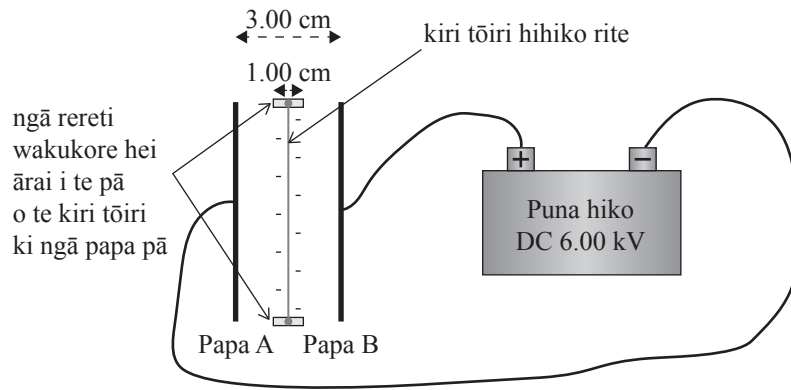 3.00 cm
kiri tōiri hihiko rite
1.00 cm
ngā rereti
wakukore hei
ārai i te pā
o te kiri tōiri
ki ngā papa pā
+ −
Puna hiko
DC 6.00 kV
Papa A Papa B